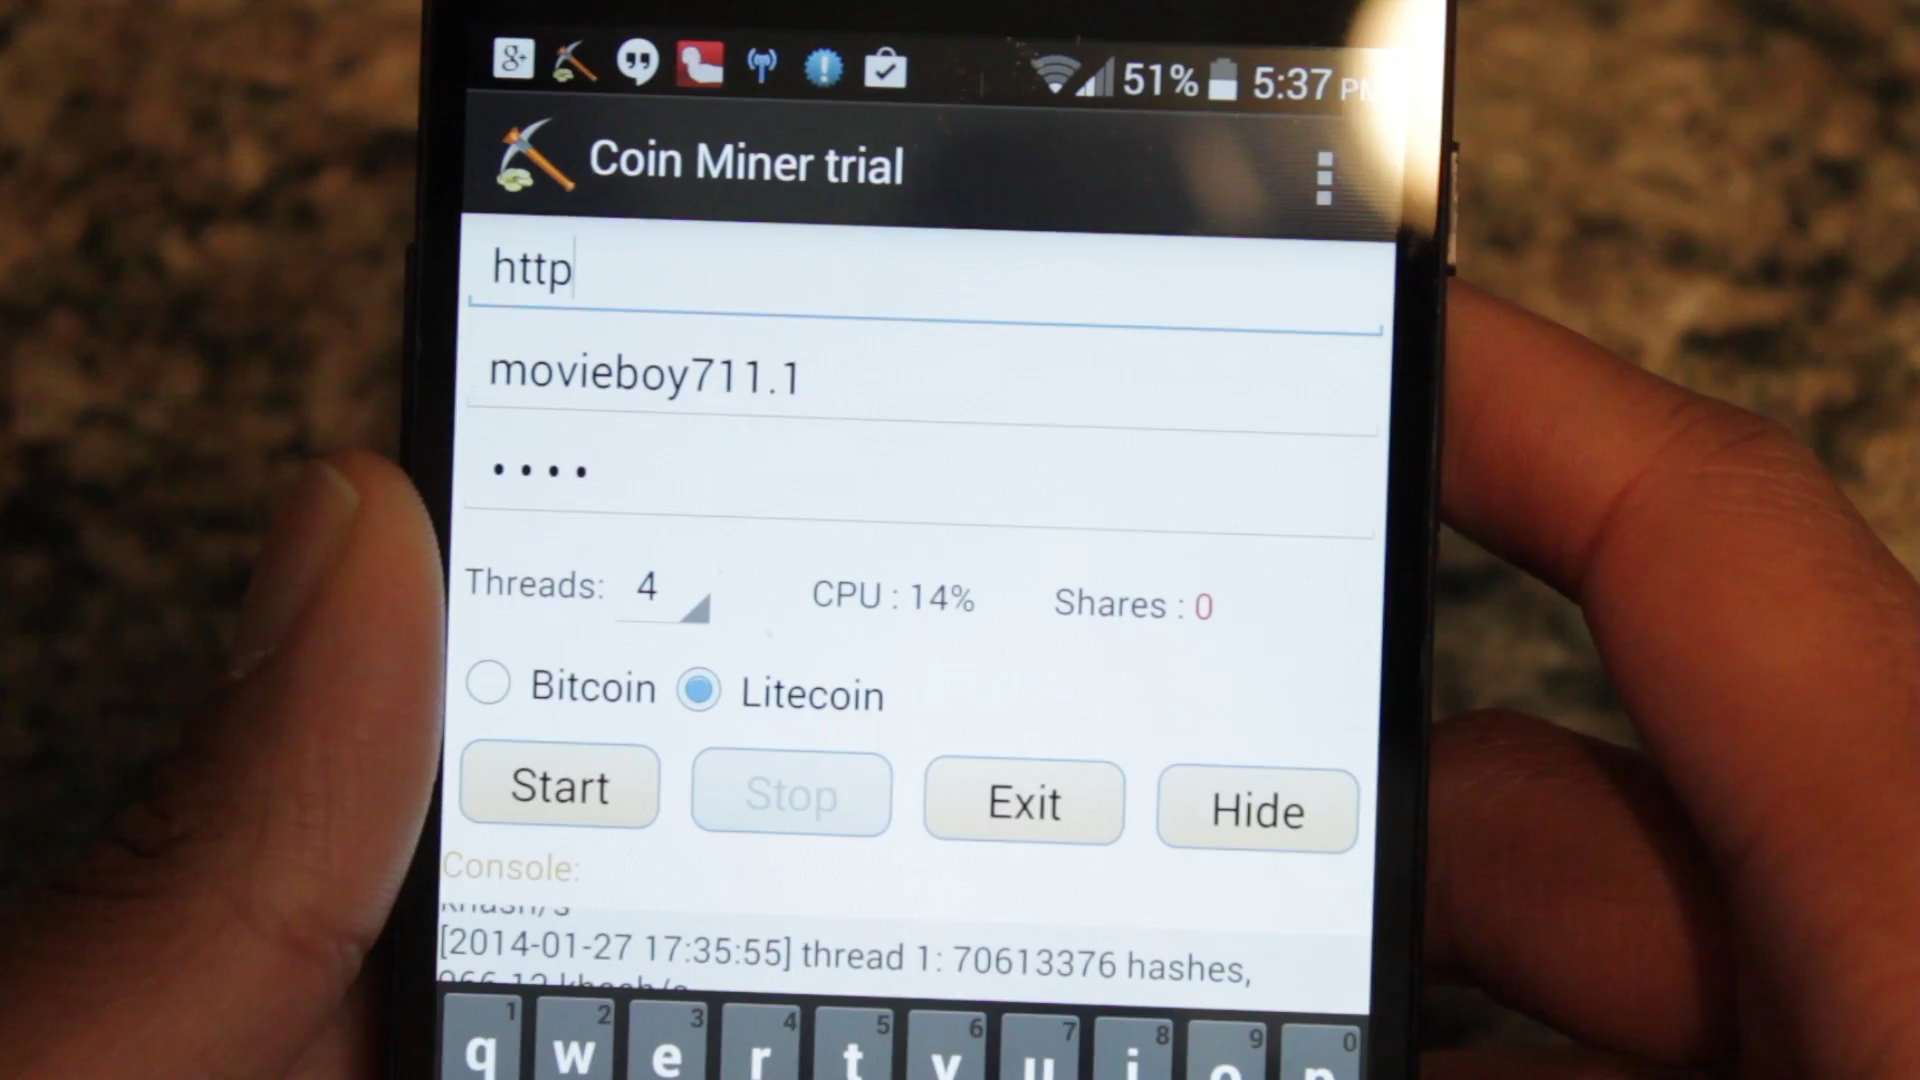 g+
51% 5:37 PM
Coin Miner trial
http
movieboy711.1
••••
Threads: 4 CPU : 14% Shares : 0
Bitcoin Litecoin
Start Stop Exit Hide
Console:
khash/s
[2014-01-27 17:35:55] thread 1: 70613376 hashes,
1 2 3 4 5 6 7 8 9 0
q w e r t y u i o p